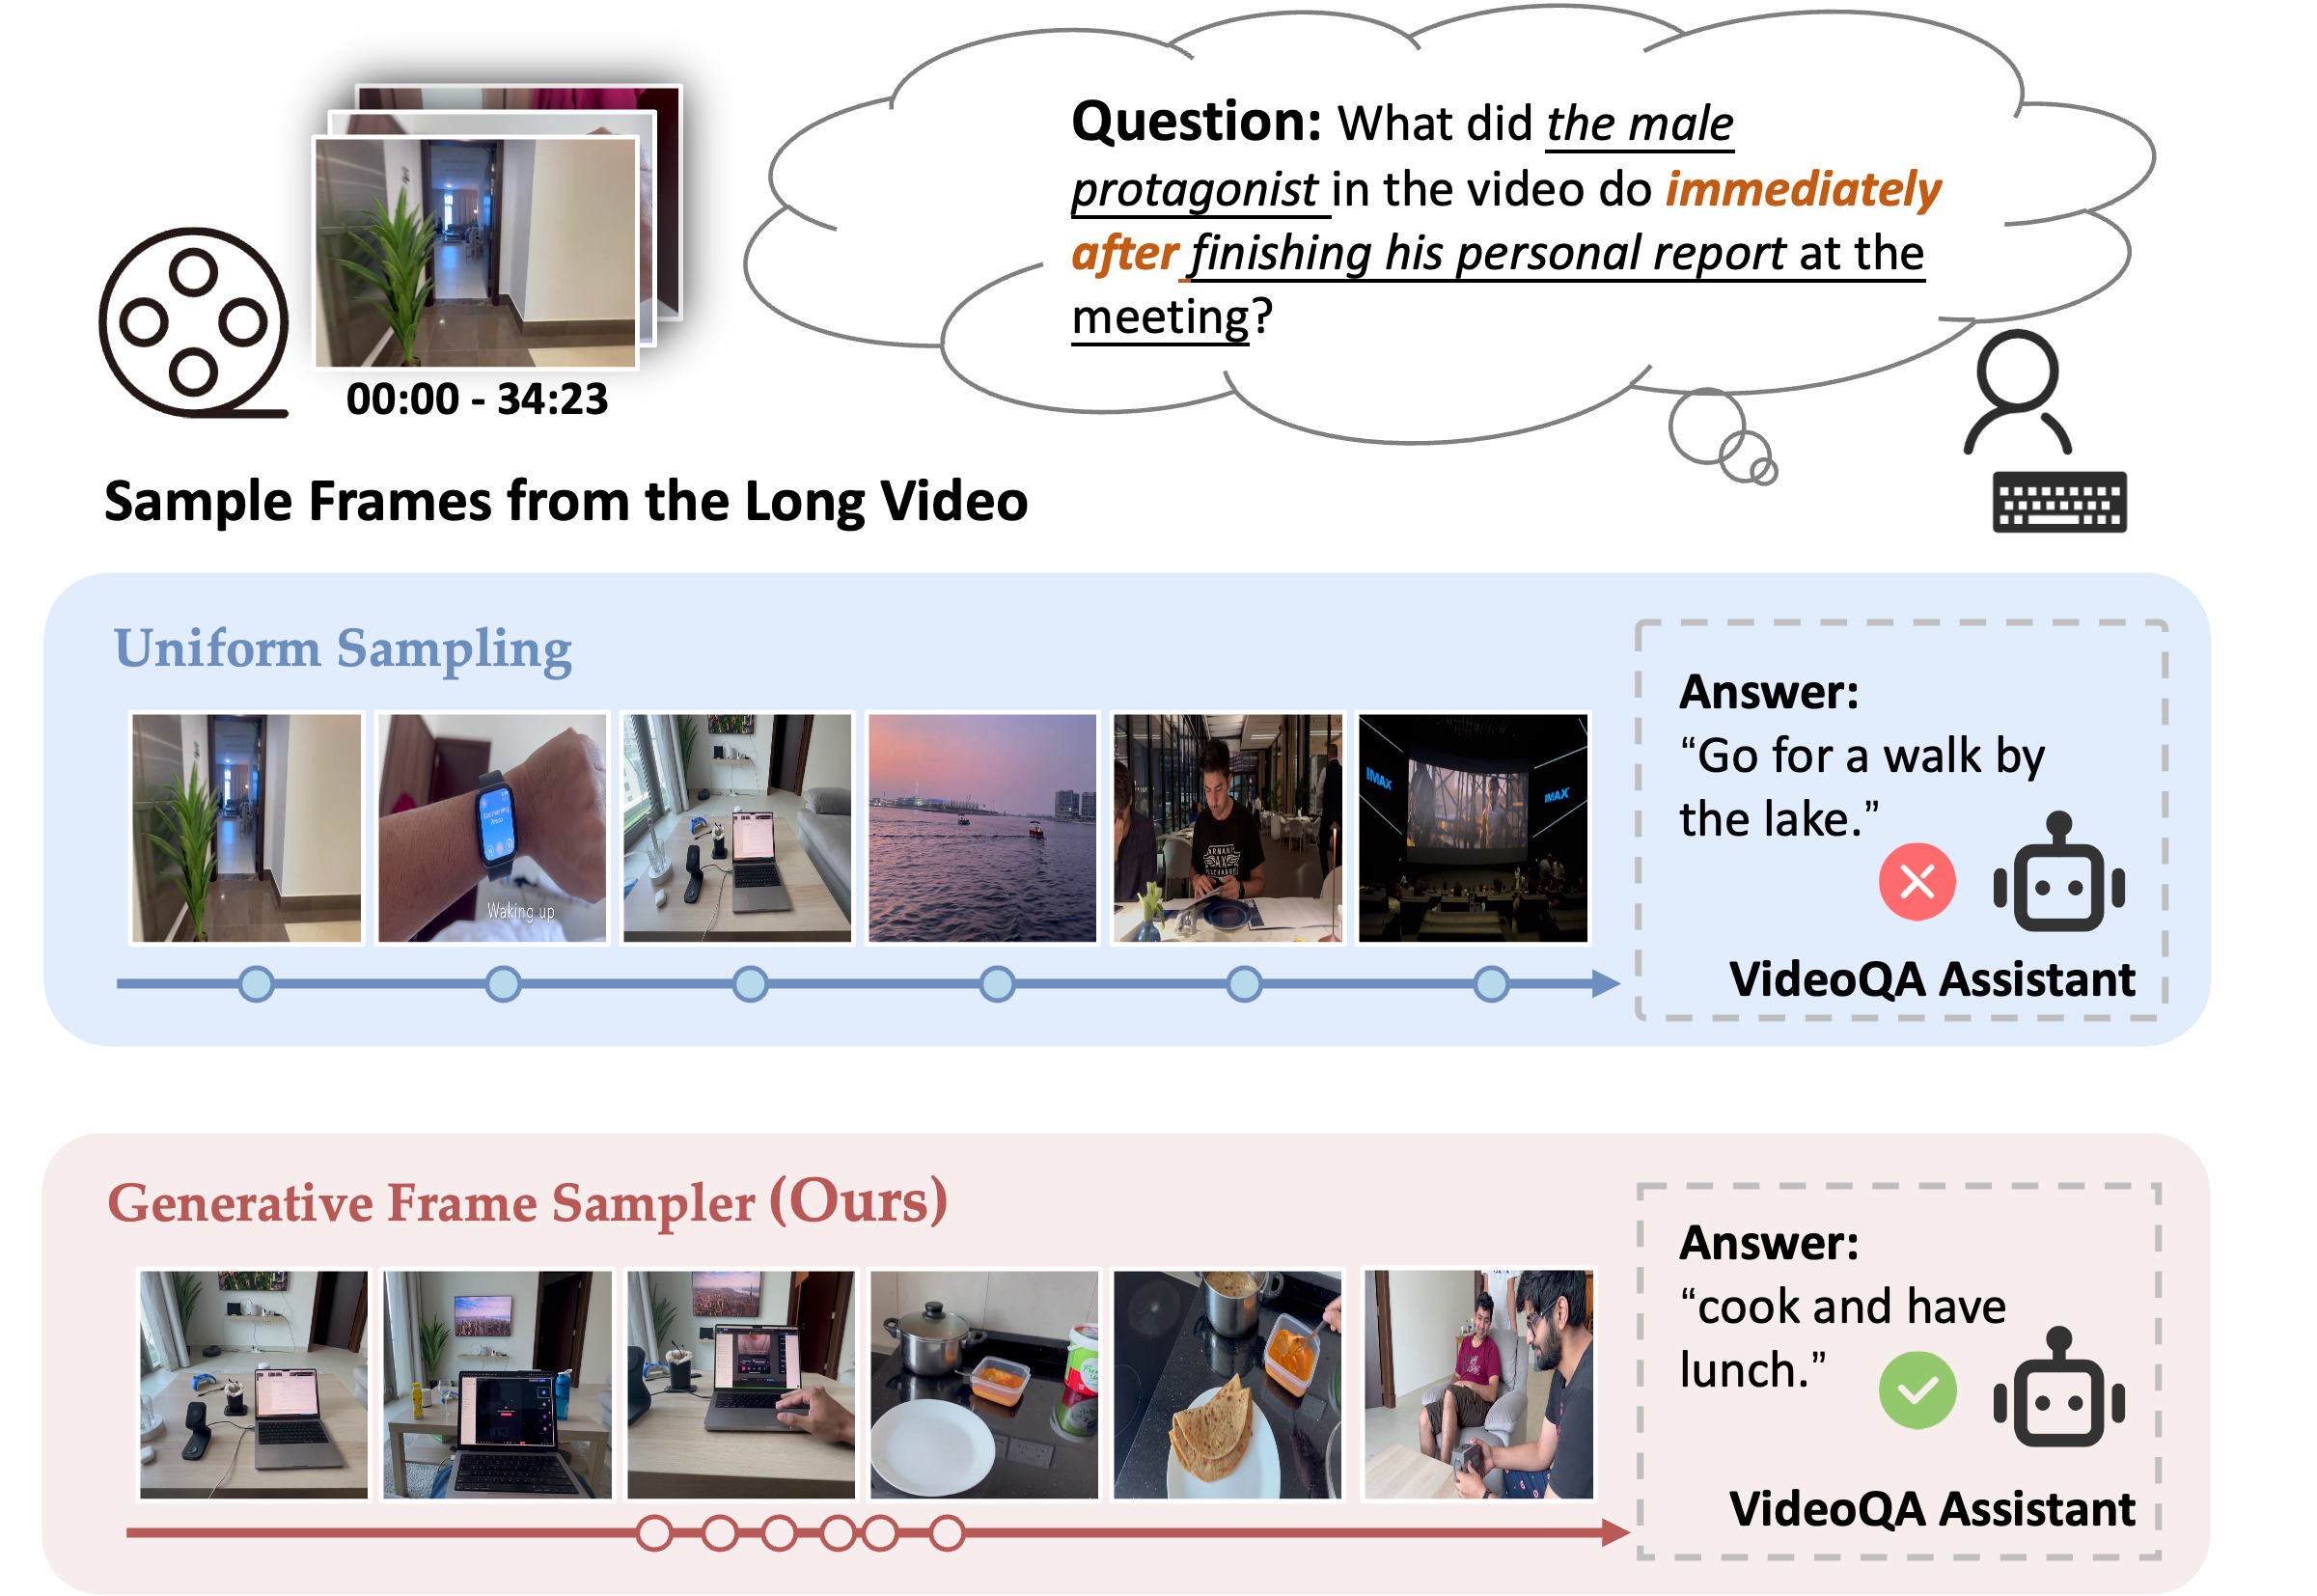 Question: What did the male
protagonist in the video do immediately
after finishing his personal report at the
meeting?
00:00 - 34:23
Sample Frames from the Long Video
Uniform Sampling
Waking up
IMAX
IMAX
Answer:
“Go for a walk by
the lake.”
VideoQA Assistant
Generative Frame Sampler (Ours)
Answer:
“cook and have
lunch.”
VideoQA Assistant